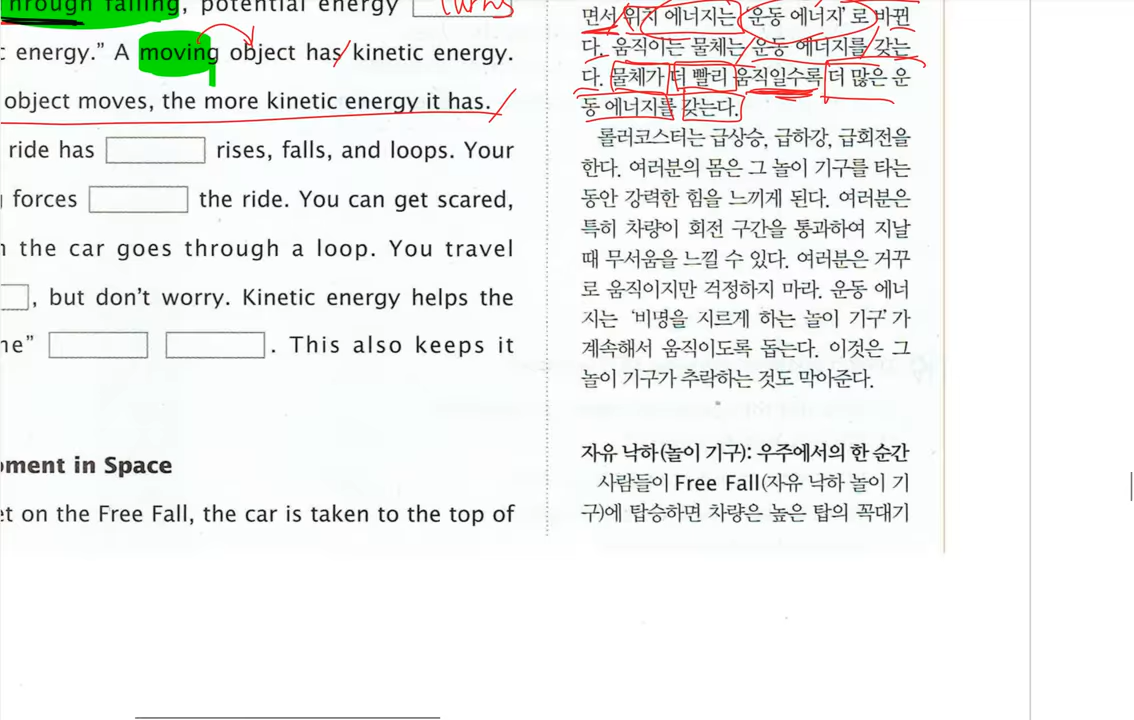 hrough falling, potential energy turns
c energy.” A moving object has kinetic energy.
object moves, the more kinetic energy it has.
ride has rises, falls, and loops. Your
forces the ride. You can get scared,
n the car goes through a loop. You travel
, but don’t worry. Kinetic energy helps the
ne” . This also keeps it
oment in Space
et on the Free Fall, the car is taken to the top of
면서 위치 에너지는 ‘운동 에너지’로 바뀐
다. 움직이는 물체는 운동 에너지를 갖는
다. 물체가 더 빨리 움직일수록 더 많은 운
동 에너지를 갖는다.
롤러코스터는 급상승, 급하강, 급회전을
한다. 여러분의 몸은 그 놀이 기구를 타는
동안 강력한 힘을 느끼게 된다. 여러분은
특히 차량이 회전 구간을 통과하여 지날
때 무서움을 느낄 수 있다. 여러분은 거꾸
로 움직이지만 걱정하지 마라. 운동 에너
지는 ‘비명을 지르게 하는 놀이 기구’가
계속해서 움직이도록 돕는다. 이것은 그
놀이 기구가 추락하는 것도 막아준다.
자유 낙하(놀이 기구): 우주에서의 한 순간
사람들이 Free Fall(자유 낙하 놀이 기
구)에 탑승하면 차량은 높은 탑의 꼭대기